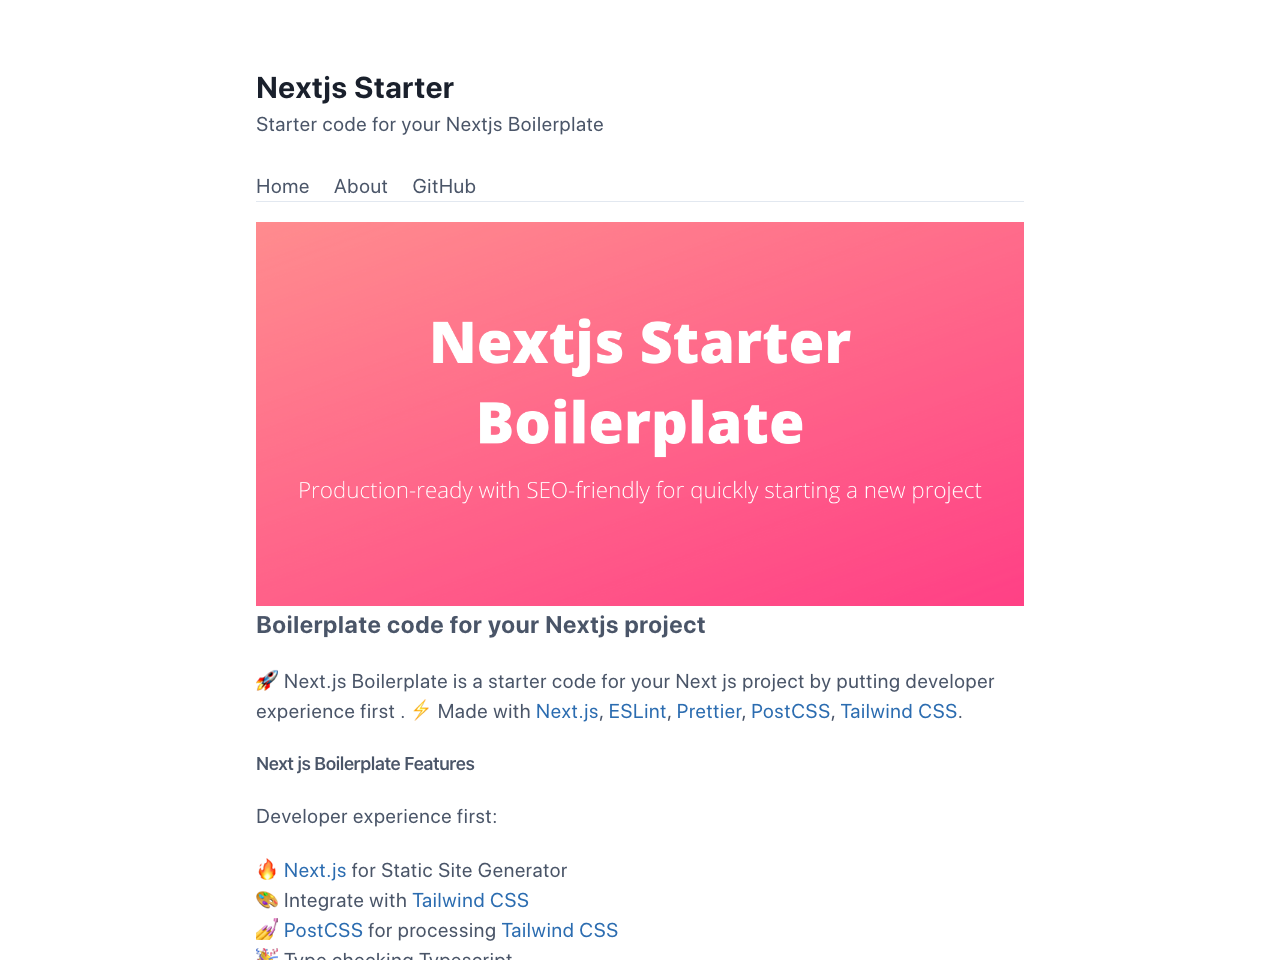 Nextjs Starter
Starter code for your Nextjs Boilerplate
Home About GitHub
Nextjs Starter
Boilerplate
Production-ready with SEO-friendly for quickly starting a new project
Boilerplate code for your Nextjs project
🚀 Next.js Boilerplate is a starter code for your Next js project by putting developer
experience first . ⚡️ Made with Next.js, ESLint, Prettier, PostCSS, Tailwind CSS.
Next js Boilerplate Features
Developer experience first:
🔥 Next.js for Static Site Generator
🎨 Integrate with Tailwind CSS
💅 PostCSS for processing Tailwind CSS
🎉 Type checking Typescript